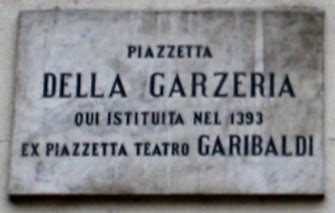 PIAZZETTA
DELLA GARZERIA
QUI ISTITUITA NEL 1393
EX PIAZZETTA TEATRO GARIBALDI